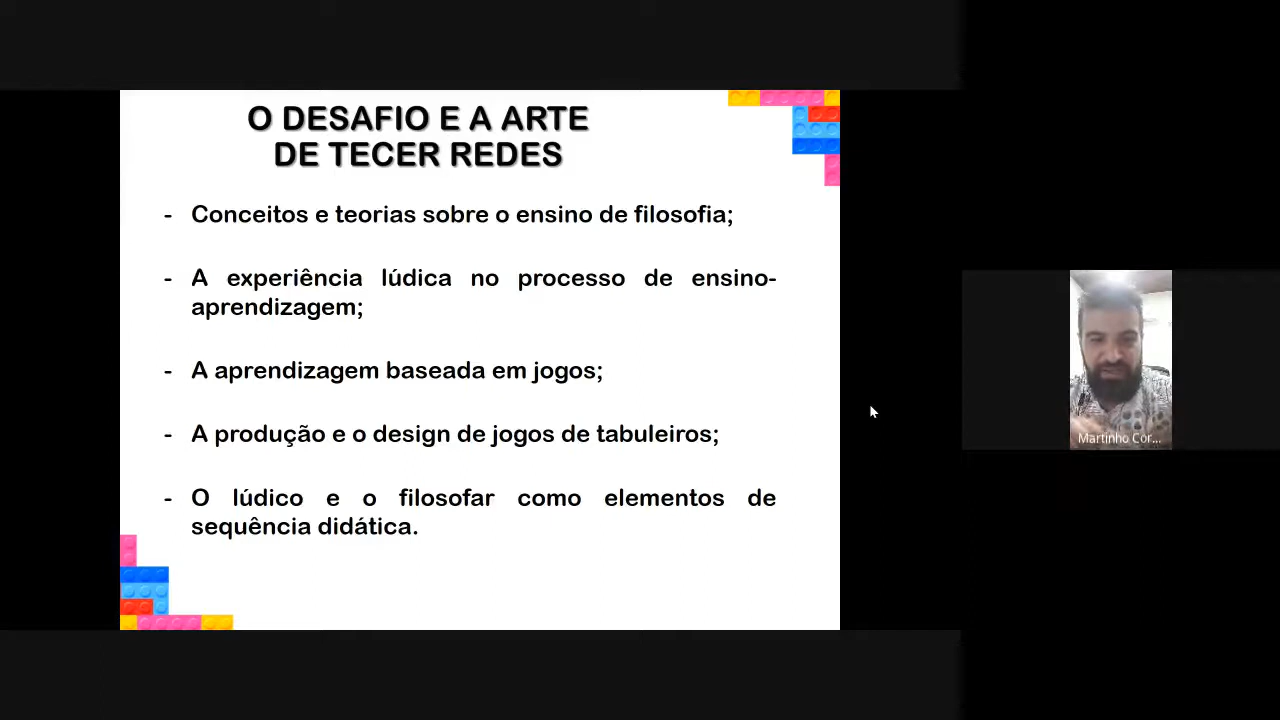 O DESAFIO E A ARTE
DE TECER REDES
- Conceitos e teorias sobre o ensino de filosofia;
- A experiência lúdica no processo de ensino-
aprendizagem;
- A aprendizagem baseada em jogos;
- A produção e o design de jogos de tabuleiros;
- O lúdico e o filosofar como elementos de
sequência didática.
Martinho Cor...